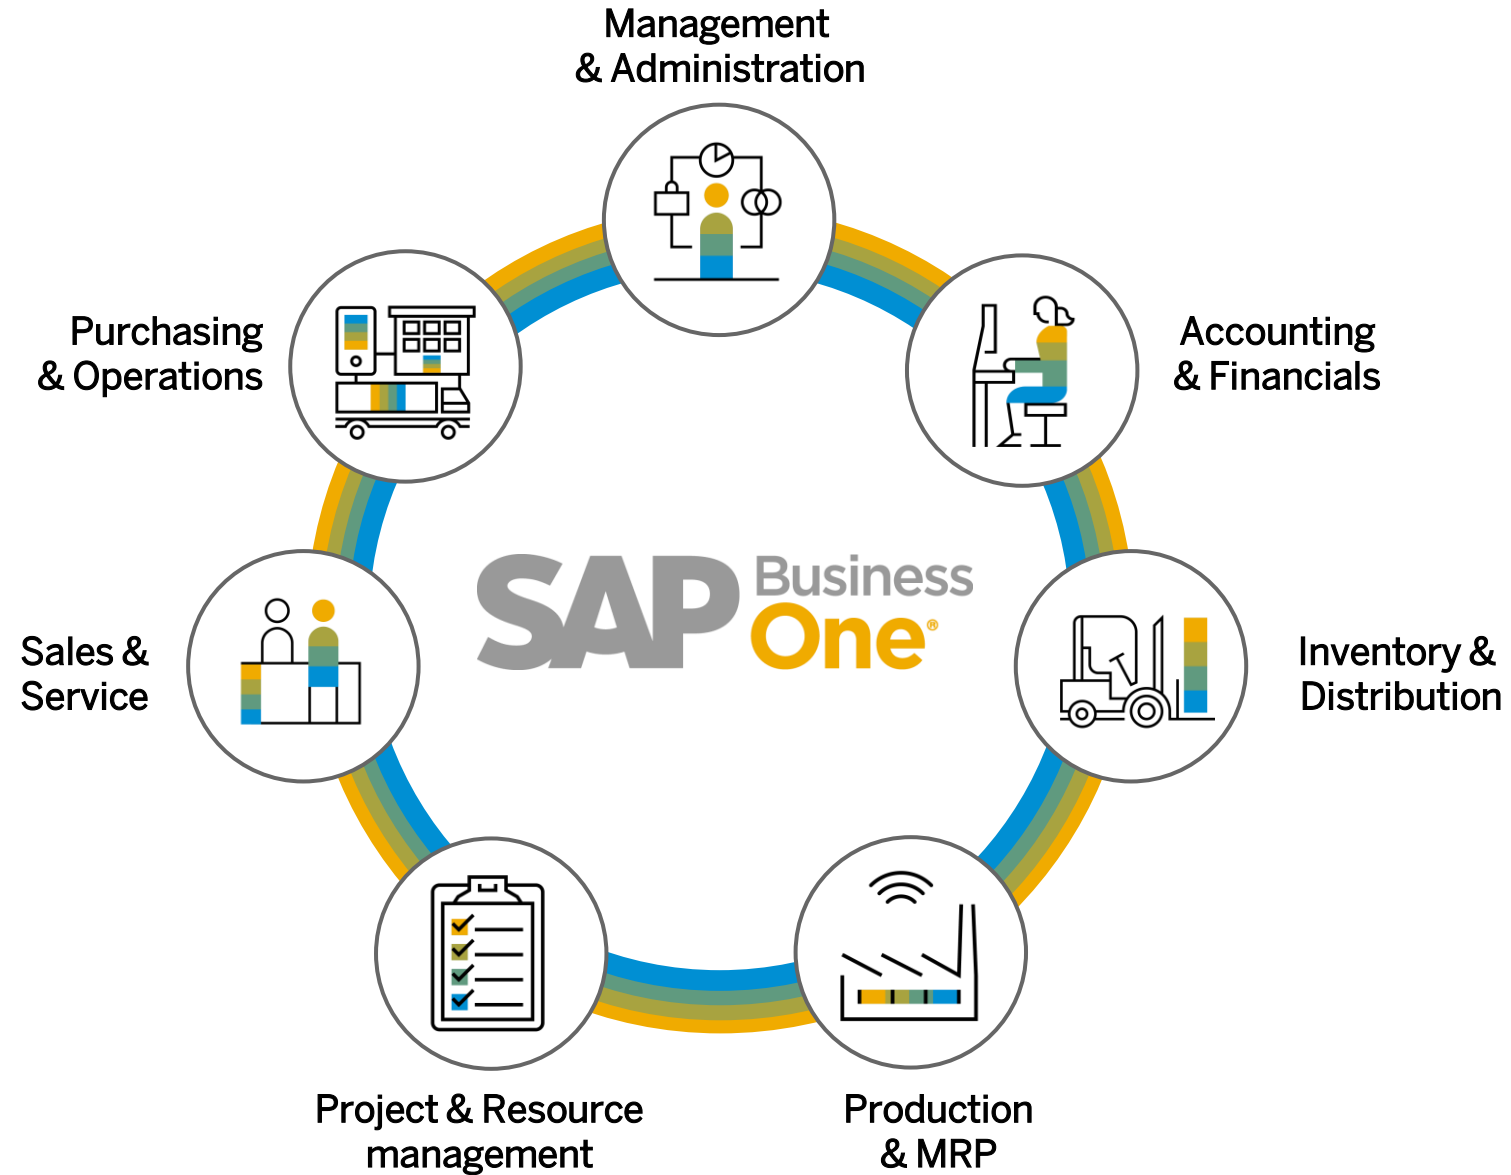 Management
& Administration
Purchasing
& Operations
Accounting
& Financials
SAP Business
One®
Sales &
Service
Inventory &
Distribution
Project & Resource
management
Production
& MRP